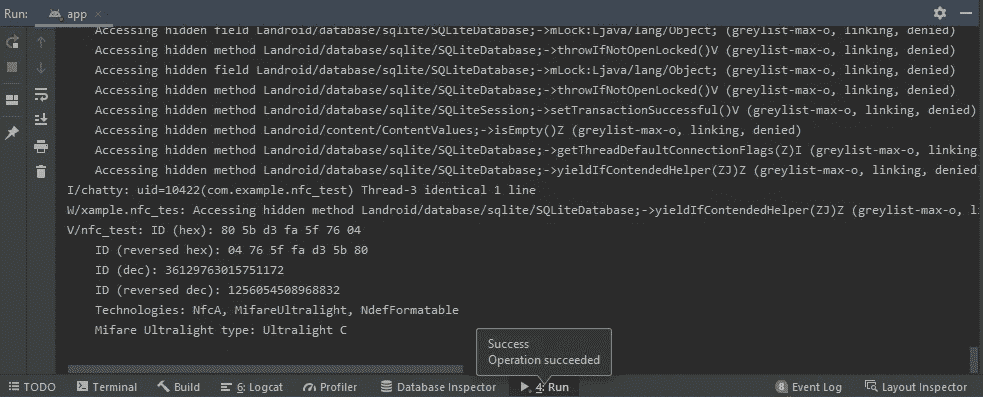 Run: app
Accessing hidden field Landroid/database/sqlite/SQLiteDatabase;->mLock:Ljava/lang/Object; (greylist-max-o, linking, denied)
Accessing hidden method Landroid/database/sqlite/SQLiteDatabase;->throwIfNotOpenLocked()V (greylist-max-o, linking, denied)
Accessing hidden field Landroid/database/sqlite/SQLiteDatabase;->mLock:Ljava/lang/Object; (greylist-max-o, linking, denied)
Accessing hidden method Landroid/database/sqlite/SQLiteDatabase;->throwIfNotOpenLocked()V (greylist-max-o, linking, denied)
Accessing hidden method Landroid/database/sqlite/SQLiteSession;->setTransactionSuccessful()V (greylist-max-o, linking, denied)
Accessing hidden method Landroid/content/ContentValues;->isEmpty()Z (greylist-max-o, linking, denied)
Accessing hidden method Landroid/database/sqlite/SQLiteDatabase;->getThreadDefaultConnectionFlags(Z)I (greylist-max-o, linking
Accessing hidden method Landroid/database/sqlite/SQLiteDatabase;->yieldIfContendedHelper(ZJ)Z (greylist-max-o, linking, denied
I/chatty: uid=10422(com.example.nfc_test) Thread-3 identical 1 line
W/xample.nfc_tes: Accessing hidden method Landroid/database/sqlite/SQLiteDatabase;->yieldIfContendedHelper(ZJ)Z (greylist-max-o, li
V/nfc_test: ID (hex): 80 5b d3 fa 5f 76 04
ID (reversed hex): 04 76 5f fa d3 5b 80
ID (dec): 36129763015751172
ID (reversed dec): 1256054508968832
Technologies: NfcA, MifareUltralight, NdefFormatable
Mifare Ultralight type: Ultralight C
Success
Operation succeeded
TODO Terminal Build 6: Logcat Profiler Database Inspector 4: Run 8 Event Log Layout Inspector